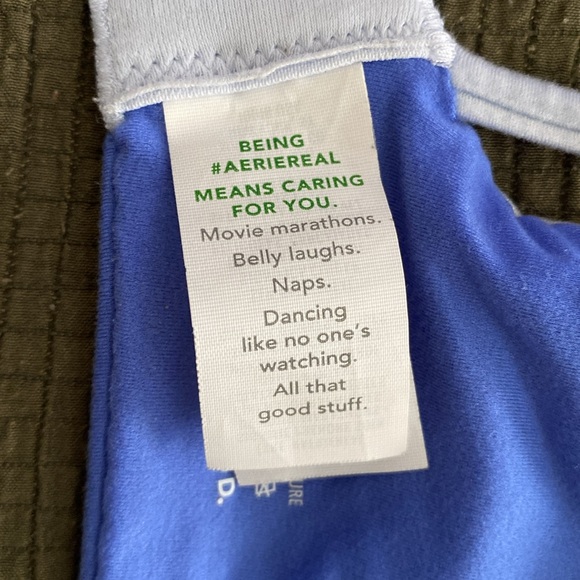 BEING
#AERIEREAL
MEANS CARING
FOR YOU.
Movie marathons.
Belly laughs.
Naps.
Dancing
like no one's
watching.
All that
good stuff.